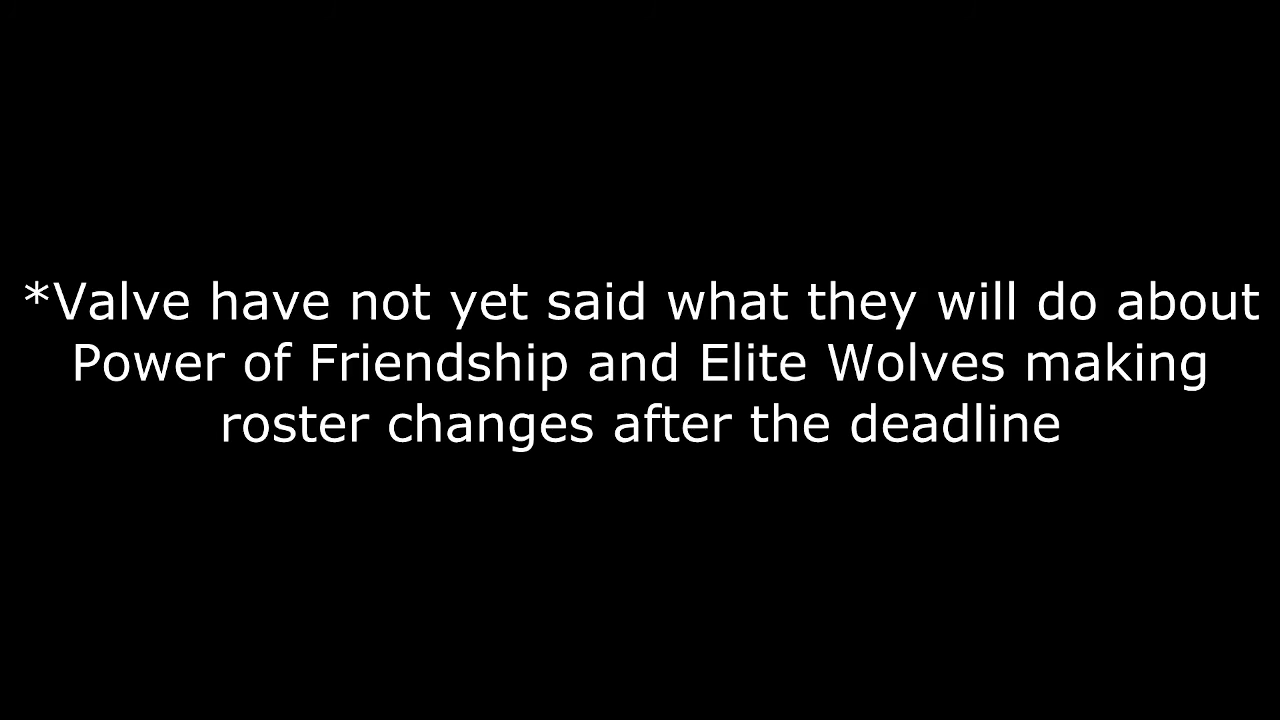 *Valve have not yet said what they will do about
Power of Friendship and Elite Wolves making
roster changes after the deadline